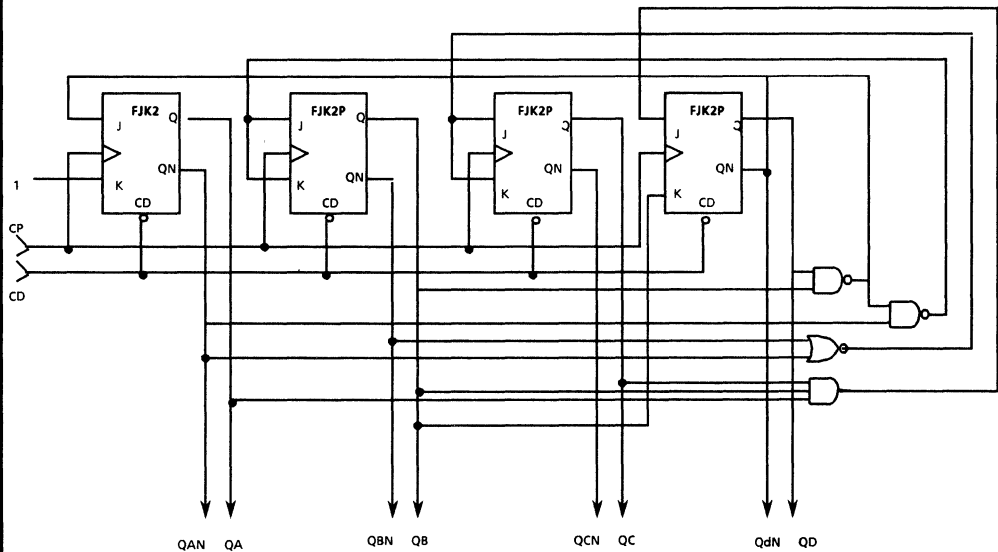 FJK2 FJK2P FJK2P FJK2P
J Q J Q J Q J Q
QN QN QN QN
1 K K K K
CD CD CD CD
CP
CD
QAN QA QBN QB QCN QC QdN QD